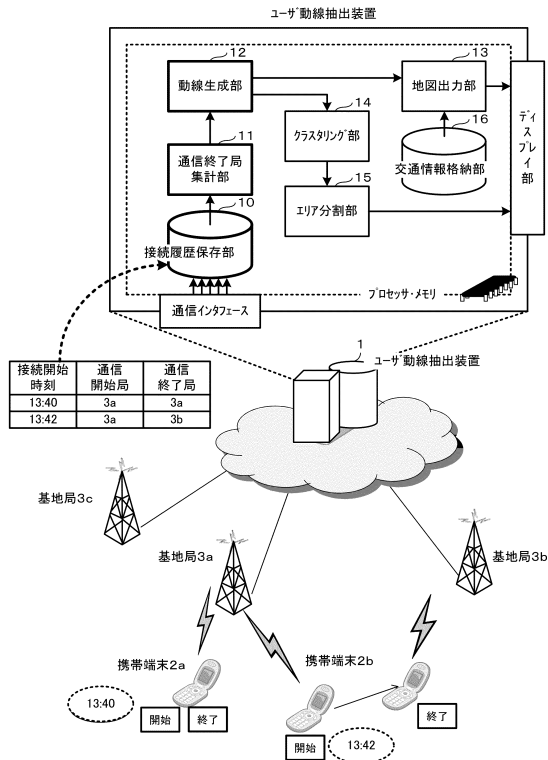 ユーザ動線抽出装置
12
動線生成部
13
地図出力部
14
クラスタリング部
16
交通情報格納部
ディスプレイ部
11
通信終了局
集計部
15
エリア分割部
10
接続履歴保存部
プロセッサ・メモリ
通信インタフェース
1
ユーザ動線抽出装置
接続開始時刻 通信開始局 通信終了局
13:40 3a 3a
13:42 3a 3b
基地局3c
基地局3a
基地局3b
携帯端末2a
携帯端末2b
13:40
開始
終了
終了
開始
13:42